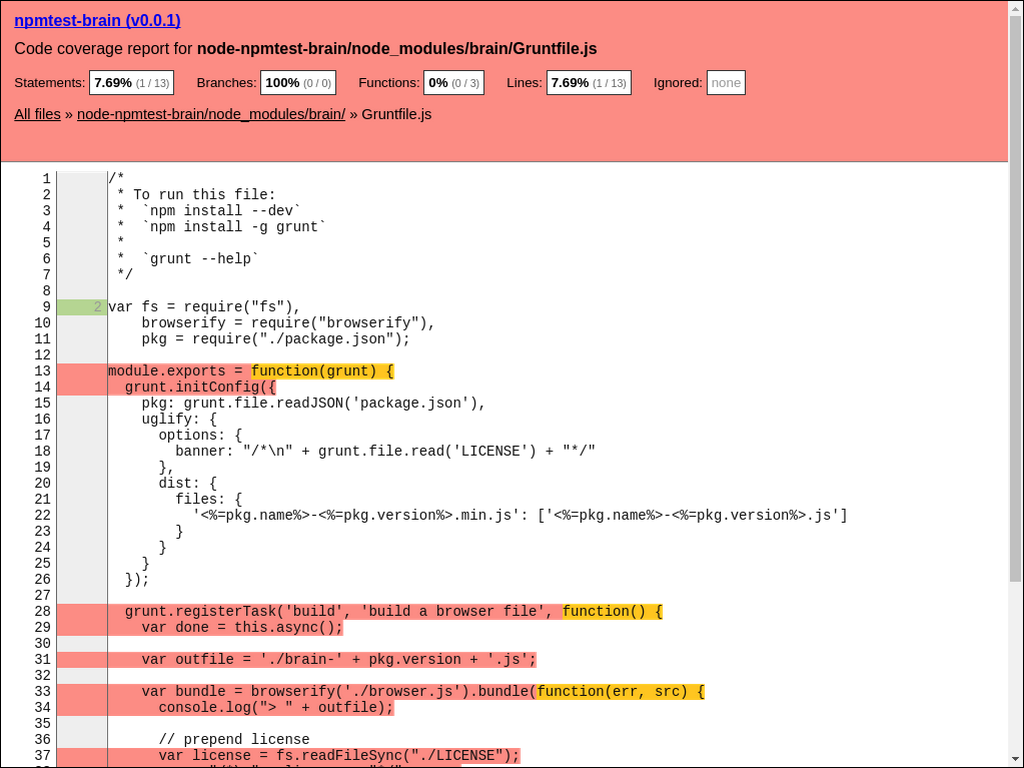 npmtest-brain (v0.0.1)
Code coverage report for node-npmtest-brain/node_modules/brain/Gruntfile.js
Statements: 7.69% (1 / 13) Branches: 100% (0 / 0) Functions: 0% (0 / 3) Lines: 7.69% (1 / 13) Ignored: none
All files » node-npmtest-brain/node_modules/brain/ » Gruntfile.js
1 /*
2  * To run this file:
3  *  `npm install --dev`
4  *  `npm install -g grunt`
5  *
6  *  `grunt --help`
7  */
8
9 2 var fs = require("fs"),
10     browserify = require("browserify"),
11     pkg = require("./package.json");
12
13 module.exports = function(grunt) {
14   grunt.initConfig({
15     pkg: grunt.file.readJSON('package.json'),
16     uglify: {
17       options: {
18         banner: "/*\n" + grunt.file.read('LICENSE') + "*/"
19       },
20       dist: {
21         files: {
22           '<%=pkg.name%>-<%=pkg.version%>.min.js': ['<%=pkg.name%>-<%=pkg.version%>.js']
23         }
24       }
25     }
26   });
27
28   grunt.registerTask('build', 'build a browser file', function() {
29     var done = this.async();
30
31     var outfile = './brain-' + pkg.version + '.js';
32
33     var bundle = browserify('./browser.js').bundle(function(err, src) {
34       console.log("> " + outfile);
35
36       // prepend license
37       var license = fs.readFileSync("./LICENSE");